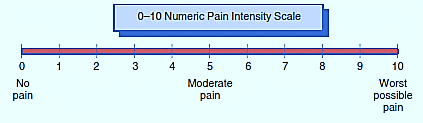 0–10 Numeric Pain Intensity Scale
0 1 2 3 4 5 6 7 8 9 10
No pain
Moderate pain
Worst possible pain